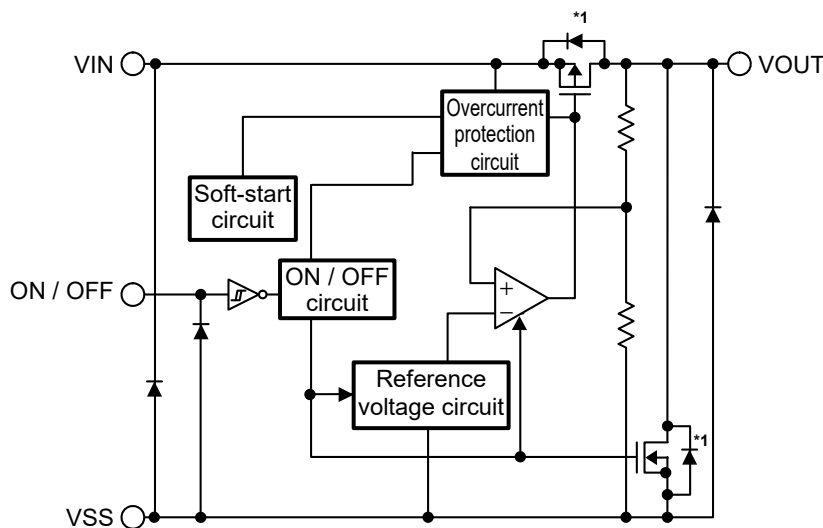 *1
VIN
VOUT
Overcurrent
protection
circuit
Soft-start
circuit
ON / OFF
ON / OFF
circuit
+
−
Reference
voltage circuit
*1
VSS